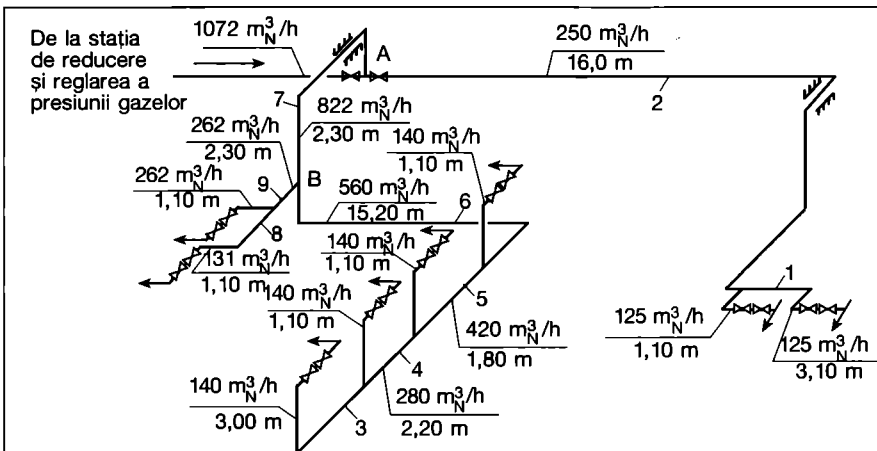 De la stația
de reducere
și reglarea a
presiunii gazelor
1072 m³N/h
A
250 m³N/h
16,0 m
2
7
822 m³N/h
2,30 m
262 m³N/h
2,30 m
140 m³N/h
1,10 m
262 m³N/h
1,10 m
9
B
560 m³N/h
15,20 m
6
8
131 m³N/h
1,10 m
140 m³N/h
1,10 m
5
1
140 m³N/h
1,10 m
420 m³N/h
1,80 m
125 m³N/h
1,10 m
125 m³N/h
3,10 m
4
140 m³N/h
3,00 m
3
280 m³N/h
2,20 m